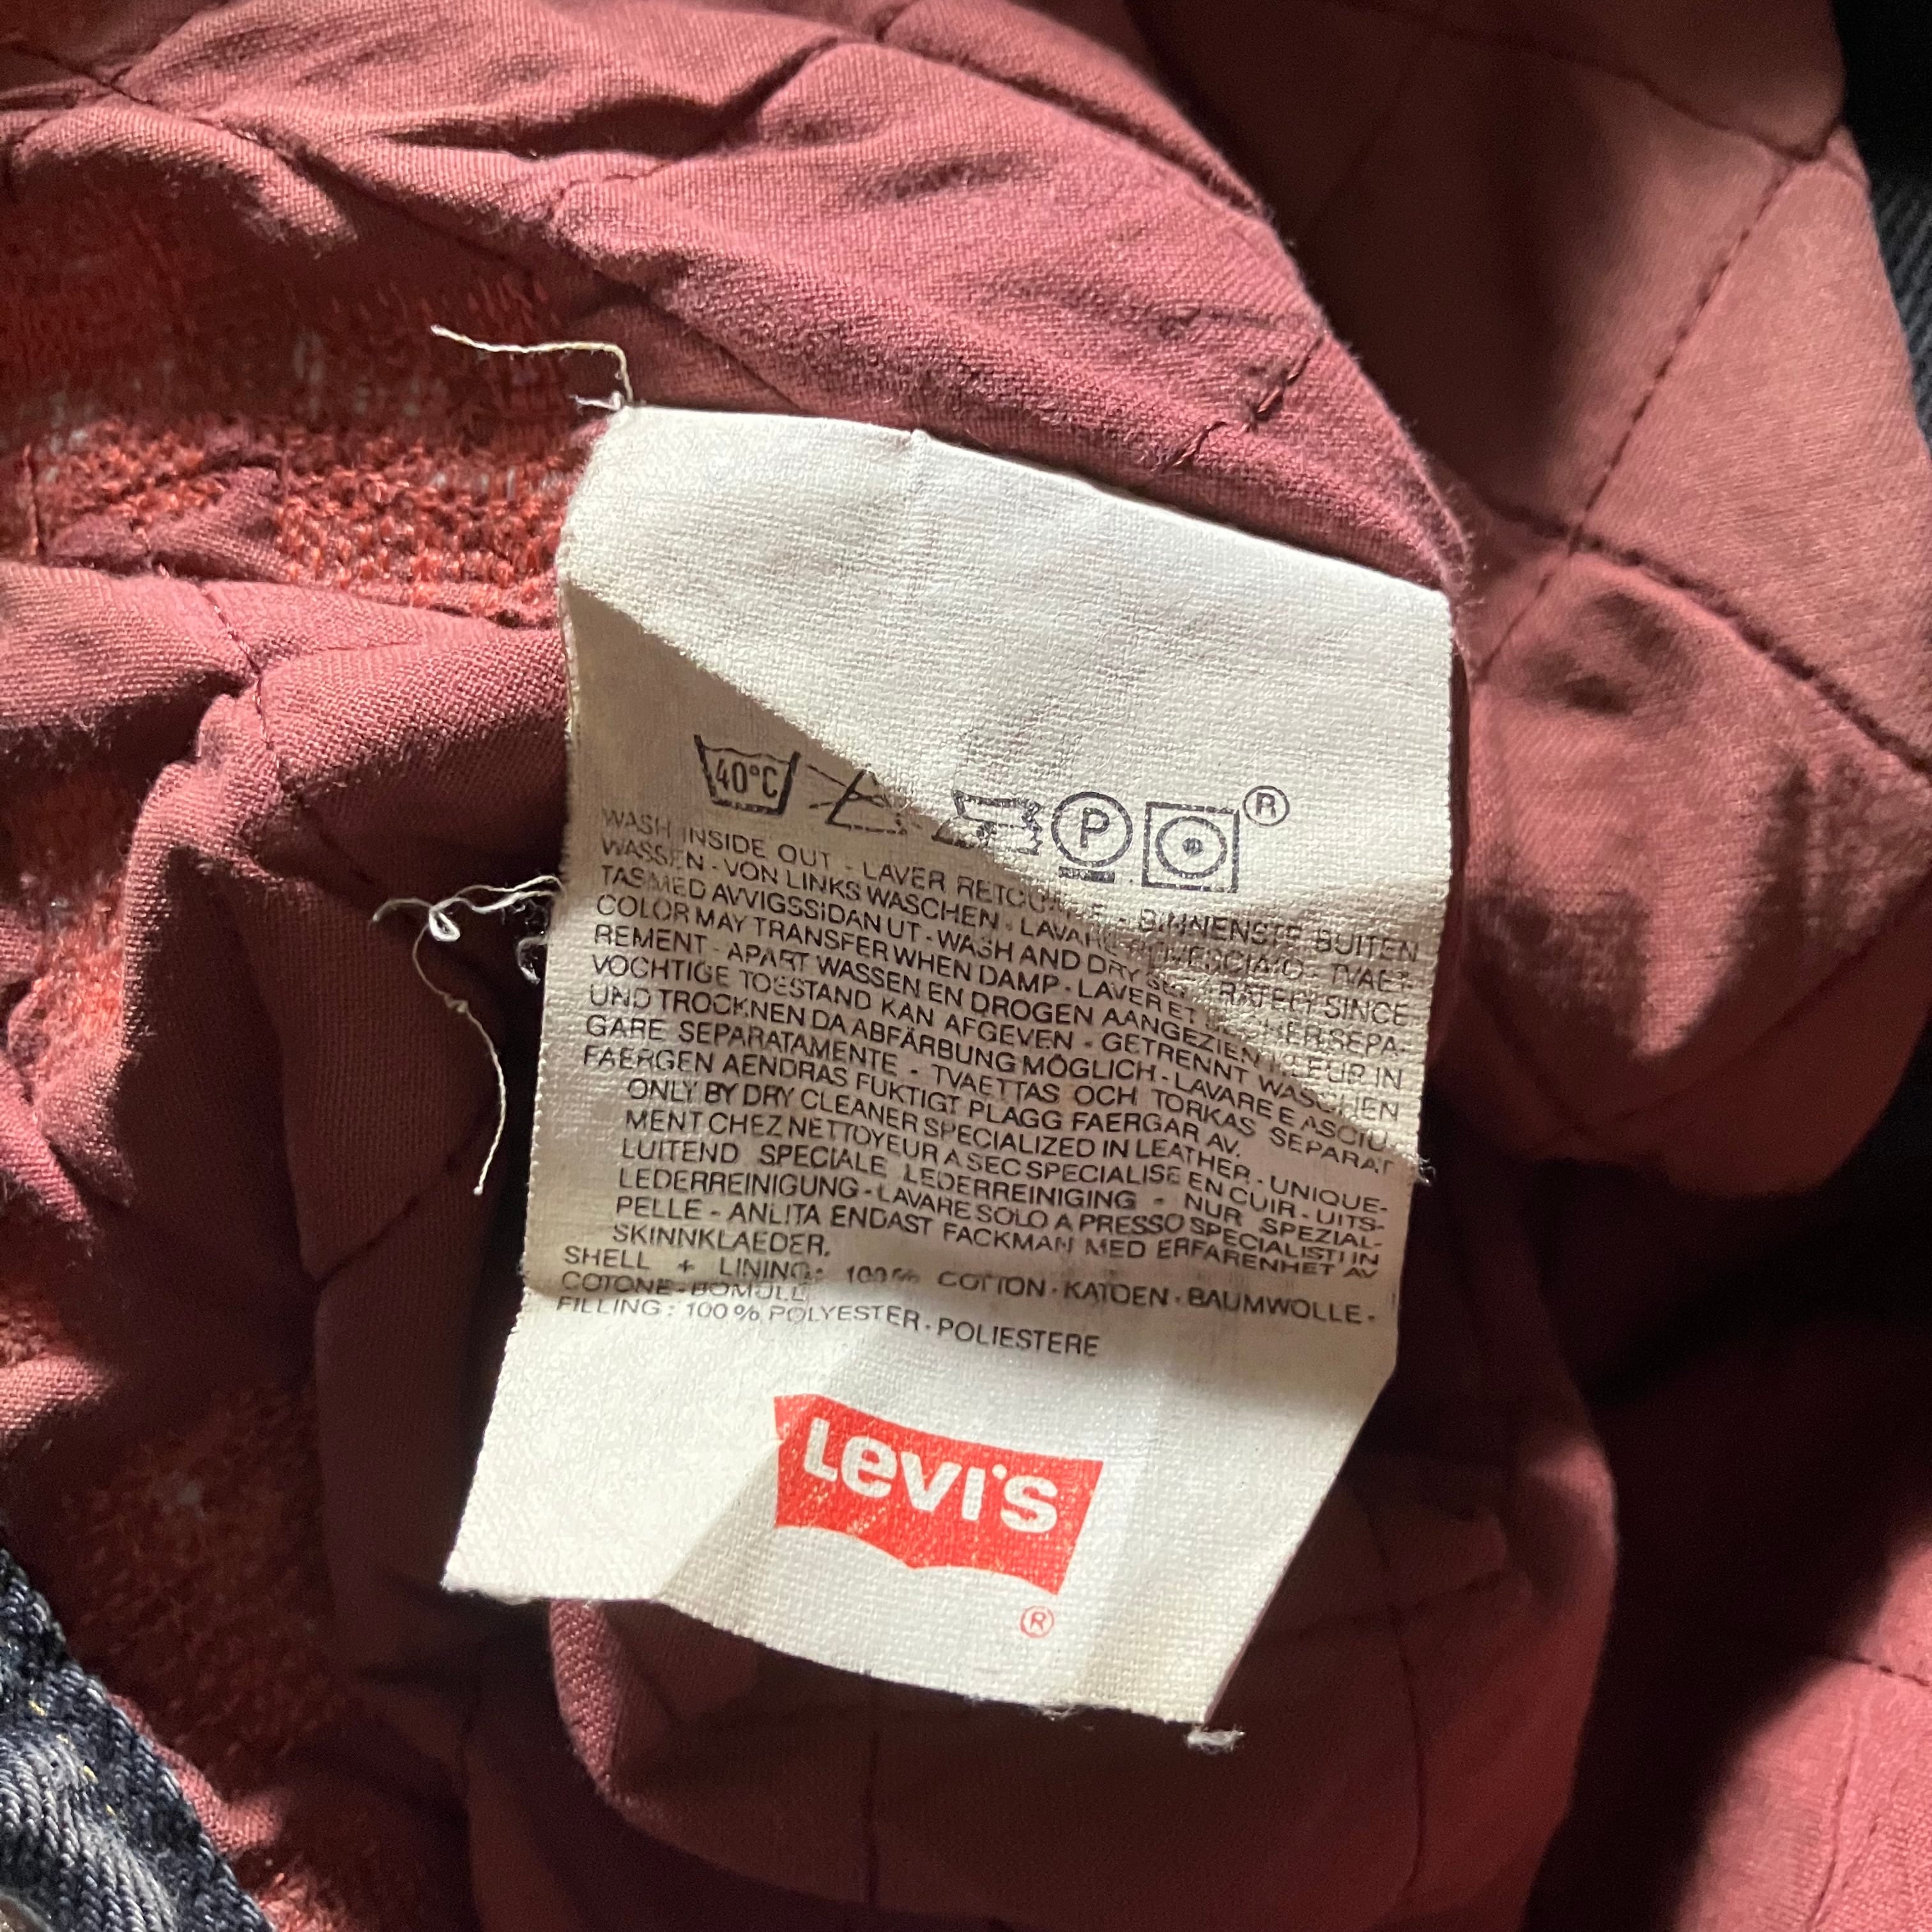 40°C P ®
WASH INSIDE OUT - LAVER - BINNENSTE BUITEN
WASSEN - VON LINKS WASCHEN - LAVARE ROVESCIATO - TVAET-
TAS MED AVVIGSSIDAN UT - WASH AND DRY SEPARATELY SINCE
COLOR MAY TRANSFER WHEN DAMP - LAVER ET SEPA-
REMENT - APART WASSEN EN DROGEN AANGEZIEN KLEUR IN
VOCHTIGE TOESTAND KAN AFGEVEN - GETRENNT WASCHEN
UND TROCKNEN DA ABFÄRBUNG MÖGLICH - LAVARE E ASCIU-
GARE SEPARATAMENTE - TVAETTAS OCH TORKAS SEPARAT
FAERGEN AENDRAS FUKTIGT PLAGG FAERGAR AV.
ONLY BY DRY CLEANER SPECIALIZED IN LEATHER - UNIQUE-
MENT CHEZ NETTOYEUR A SEC SPECIALISE EN CUIR - UITS-
LUITEND SPECIALE LEDERREINIGING - NUR SPEZIAL-
LEDERREINIGUNG - LAVARE SOLO A PRESSO SPECIALISTI IN
PELLE - ANLITA ENDAST FACKMAN MED ERFARENHET AV
SKINNKLAEDER.
SHELL + LINING: 100% COTTON - KATOEN - BAUMWOLLE -
COTONE - BOMULL
FILLING: 100% POLYESTER - POLIESTERE
Levi's
®